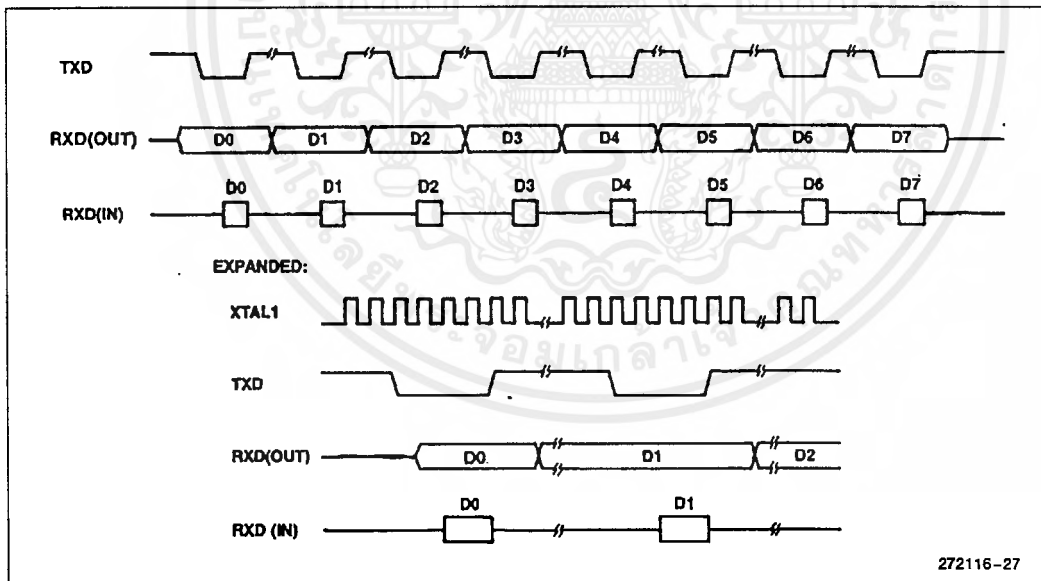 TXD
RXD(OUT) D0 D1 D2 D3 D4 D5 D6 D7
D0 D1 D2 D3 D4 D5 D6 D7
RXD(IN)
EXPANDED:
XTAL1
TXD
RXD(OUT) D0 D1 D2
D0 D1
RXD (IN)
272116-27